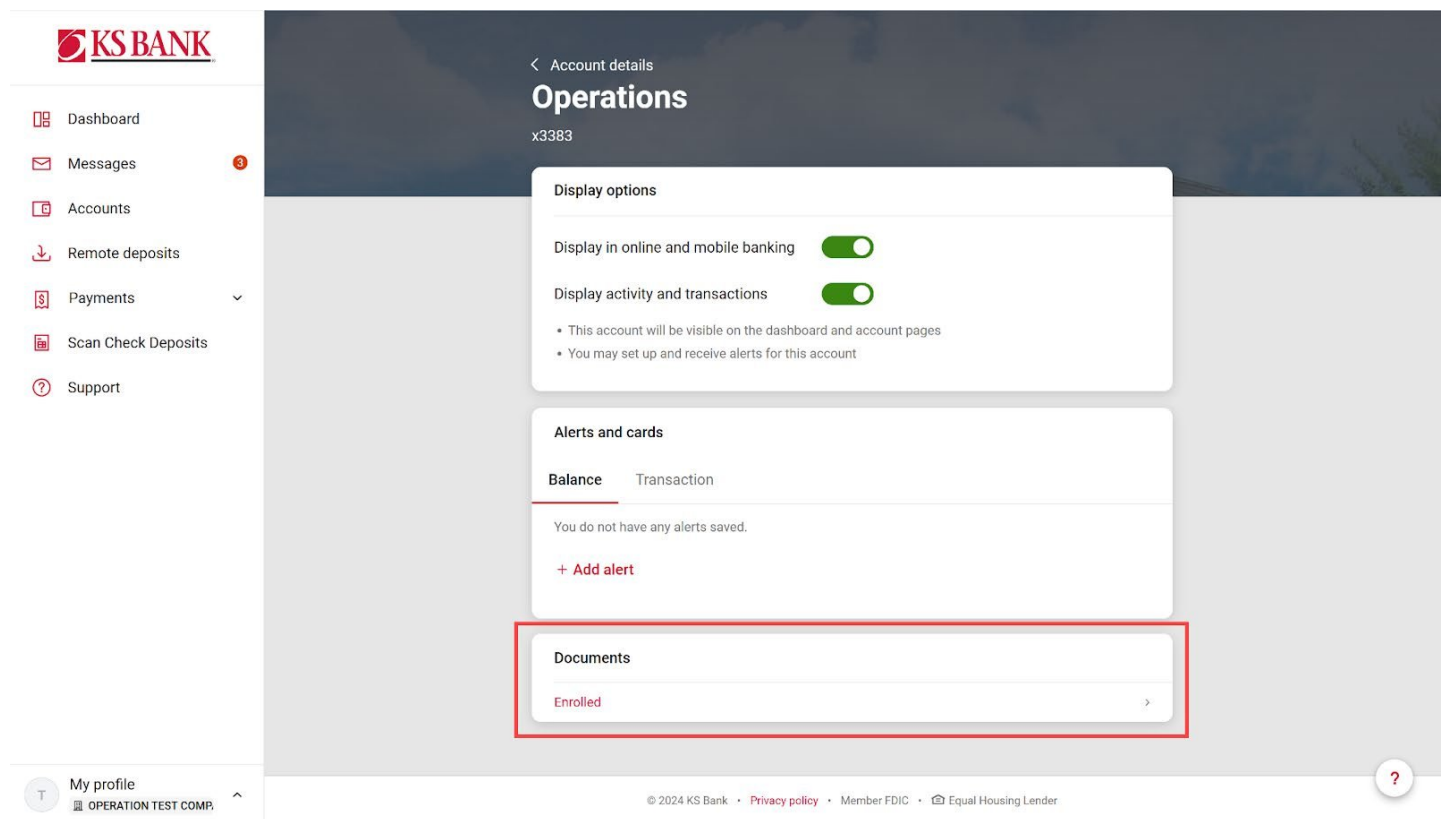 KS BANK
Dashboard
Messages 3
Accounts
Remote deposits
$ Payments
Scan Check Deposits
? Support
T My profile
OPERATION TEST COMP.
Account details
Operations
x3383
Display options
Display in online and mobile banking
Display activity and transactions
• This account will be visible on the dashboard and account pages
• You may set up and receive alerts for this account
Alerts and cards
Balance Transaction
You do not have any alerts saved.
+ Add alert
Documents
Enrolled
?
© 2024 KS Bank • Privacy policy • Member FDIC • Equal Housing Lender